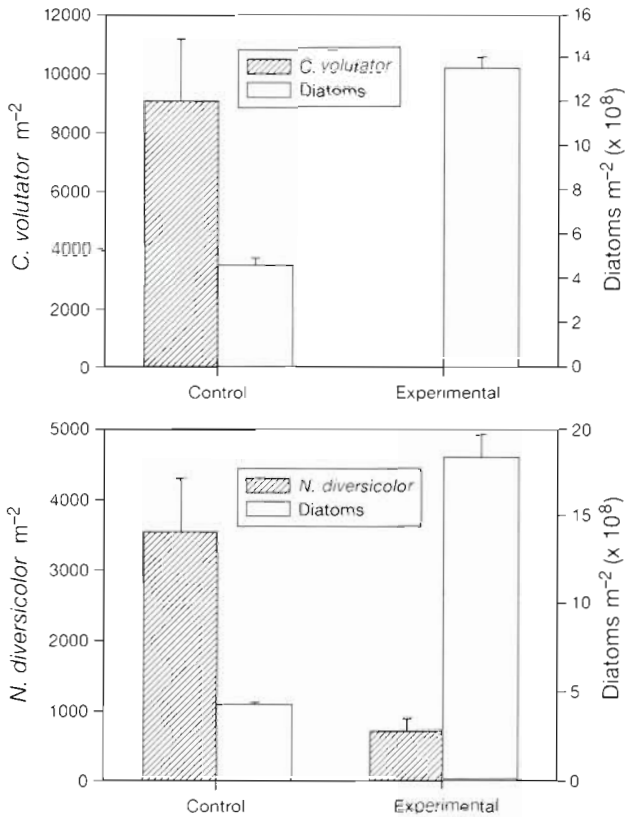 12000
10000
8000
6000
4000
2000
0
C. volutator m⁻²
C. volutator
Diatoms
16
14
12
10
8
6
4
2
0
Diatoms m⁻² (x 10⁸)
Control
Experimental
5000
4000
3000
2000
1000
0
N. diversicolor m⁻²
N. diversicolor
Diatoms
20
15
10
5
0
Diatoms m⁻² (x 10⁸)
Control
Experimental